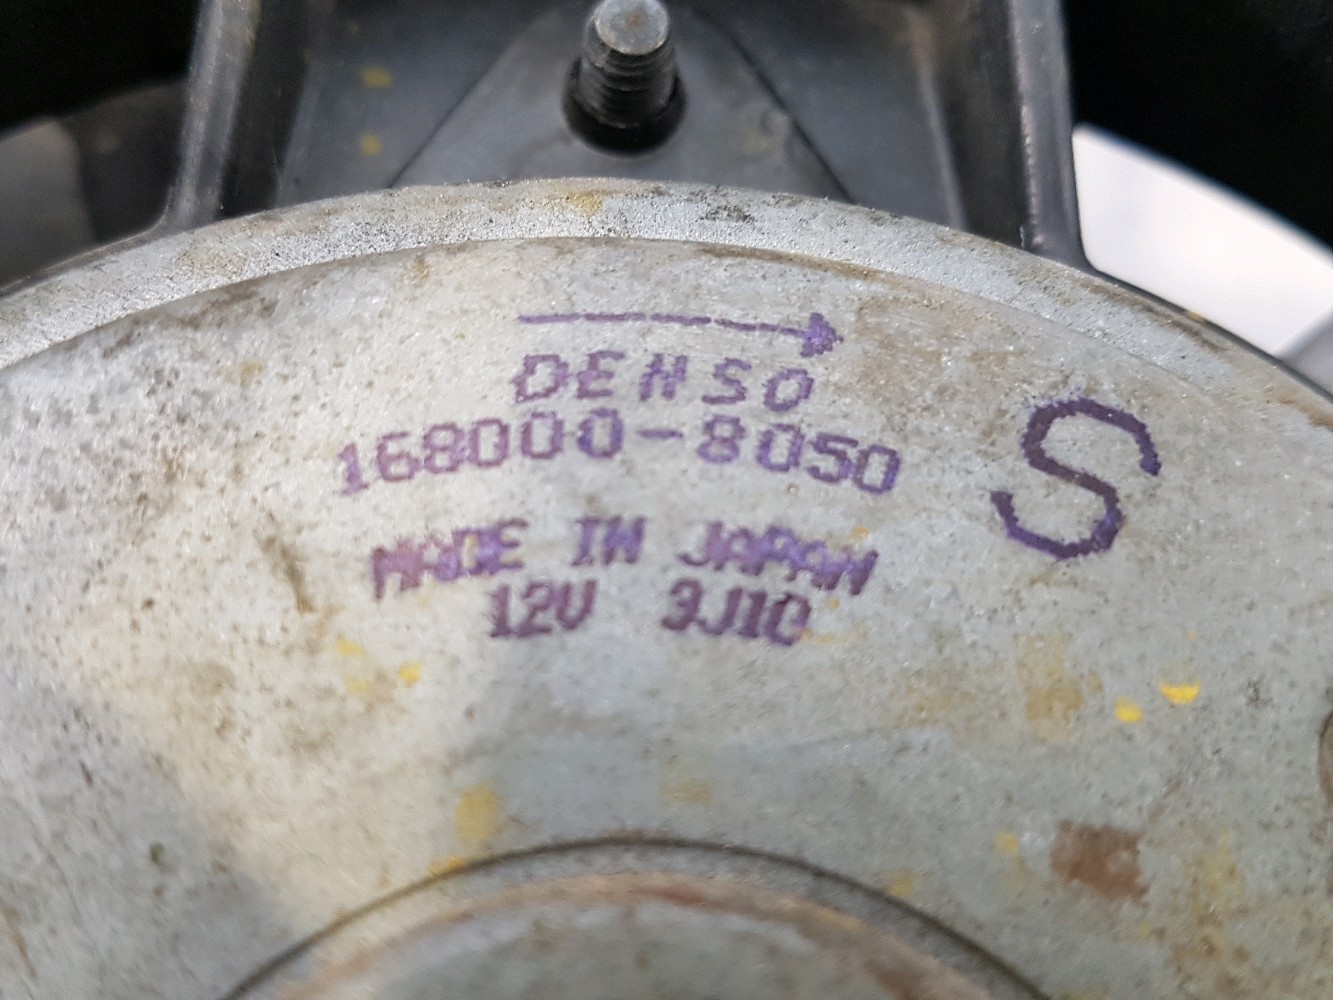 DENSO
168000-8050
S
MADE IN JAPAN
12V 3J10